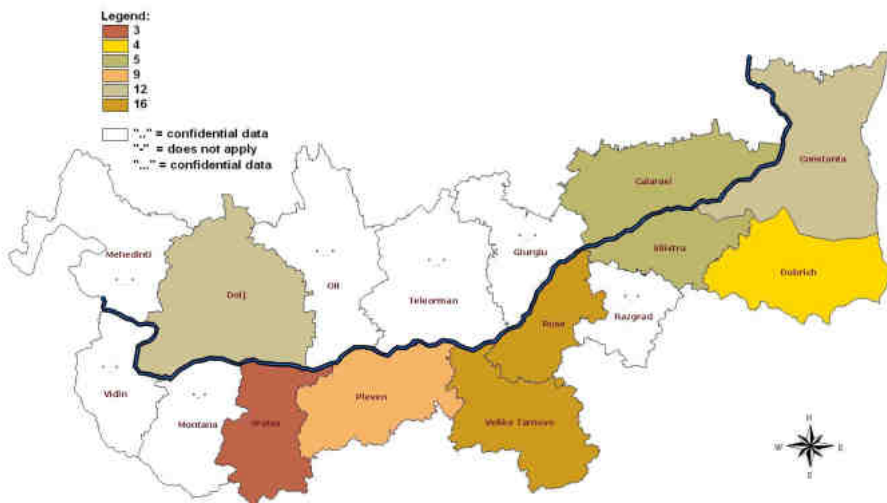 Legend:
3
4
5
9
12
16
".." = confidential data
"-" = does not apply
"..." = confidential data
Constanta
Calarasi
Silistra
Dobrich
Giurgiu
Mehedinti
Olt
Dolj
Teleorman
Ruse
Razgrad
Vidin
Montana
Vratsa
Pleven
Veliko Tarnovo
N
W
E
S